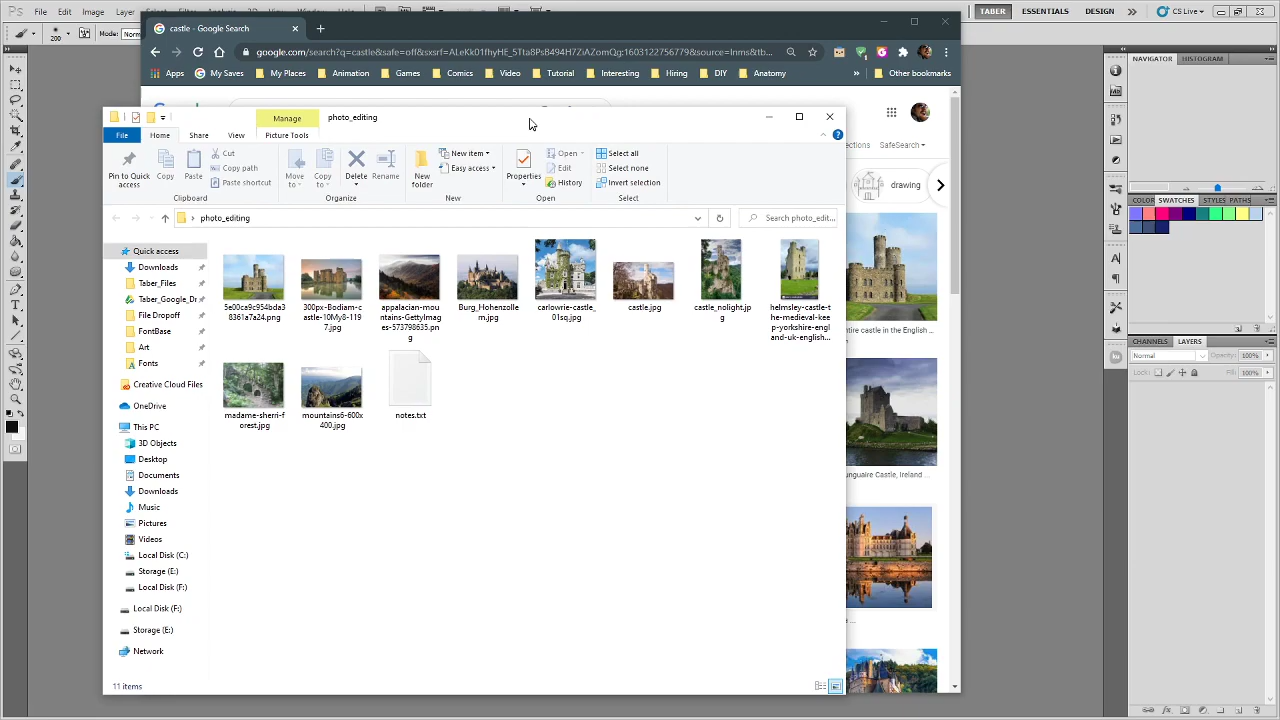 PS File Edit Image Layer
TABER ESSENTIALS DESIGN CS Live
castle - Google Search
200 Mode:
google.com/search?q=castle&safe=off&sxsrf=ALeKk01fhyHE_5Tta8PsB494H7ZiAZomQg:1603122756779&source=lnms&tb...
Apps My Saves My Places Animation Games Comics Video Tutorial Interesting Hiring DIY Anatomy Other bookmarks
NAVIGATOR HISTOGRAM
Manage photo_editing
File Home Share View Picture Tools
ections SafeSearch
Pin to Quick access
Copy
Paste
Cut
Copy path
Paste shortcut
Clipboard
Move to
Copy to
Delete
Rename
Organize
New folder
New item
Easy access
New
Properties
Open
Edit
History
Open
Select all
Select none
Invert selection
Select
drawing
COLOR SWATCHES STYLES PATHS
photo_editing
Search photo_edit...
Quick access
Downloads
Taber_Files
Taber_Google_Dr
File Dropoff
FontBase
Art
Fonts
Creative Cloud Files
OneDrive
This PC
3D Objects
Desktop
Documents
Downloads
Music
Pictures
Videos
Local Disk (C:)
Storage (E:)
Local Disk (F:)
Local Disk (F:)
Storage (E:)
Network
5e00ca9c954bda3
8361a7a24.png
300px-Bodiam-c
astle-10My8-119
7.jpg
appalacian-mou
ntains-GettyImag
es-573798635.pn
g
Burg_Hohenzolle
rn.jpg
carlowrie-castle_
01sq.jpg
castle.jpg
castle_nolight.jp
g
helmsley-castle-t
he-medieval-kee
p-yorkshire-engl
and-uk-english...
madame-sherri-f
orest.jpg
mountains6-600x
400.jpg
notes.txt
ntire castle in the English ...
unguaire Castle, Ireland ...
CHANNELS LAYERS
Normal Opacity: 100%
Lock: Fill: 100%
11 items